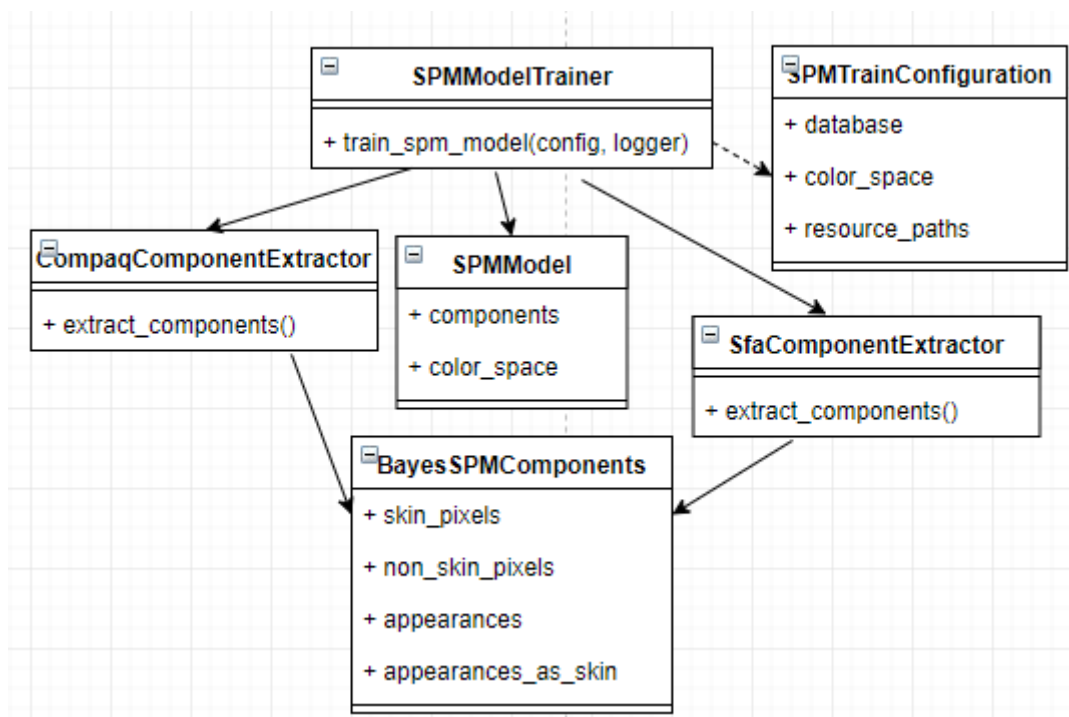 SPMModelTrainer
+ train_spm_model(config, logger)
SPMTrainConfiguration
+ database
+ color_space
+ resource_paths
CompaqComponentExtractor
+ extract_components()
SPMModel
+ components
+ color_space
SfaComponentExtractor
+ extract_components()
BayesSPMComponents
+ skin_pixels
+ non_skin_pixels
+ appearances
+ appearances_as_skin